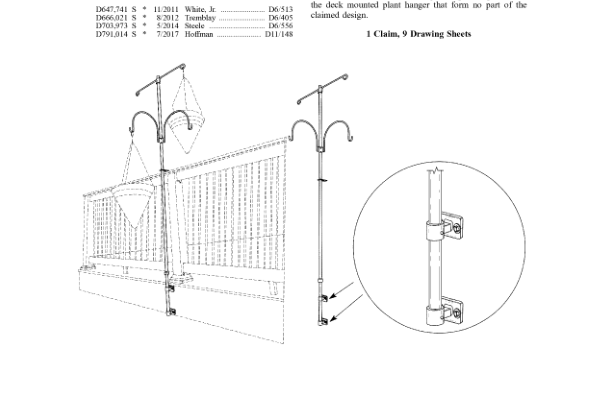 D647,741 S * 11/2011 White, Jr. ..................... D6/513
D666,021 S * 8/2012 Tremblay ..................... D6/405
D703,973 S * 5/2014 Steele .......................... D6/556
D791,014 S * 7/2017 Hoffman .................... D11/148
the deck mounted plant hanger that form no part of the
claimed design.
1 Claim, 9 Drawing Sheets